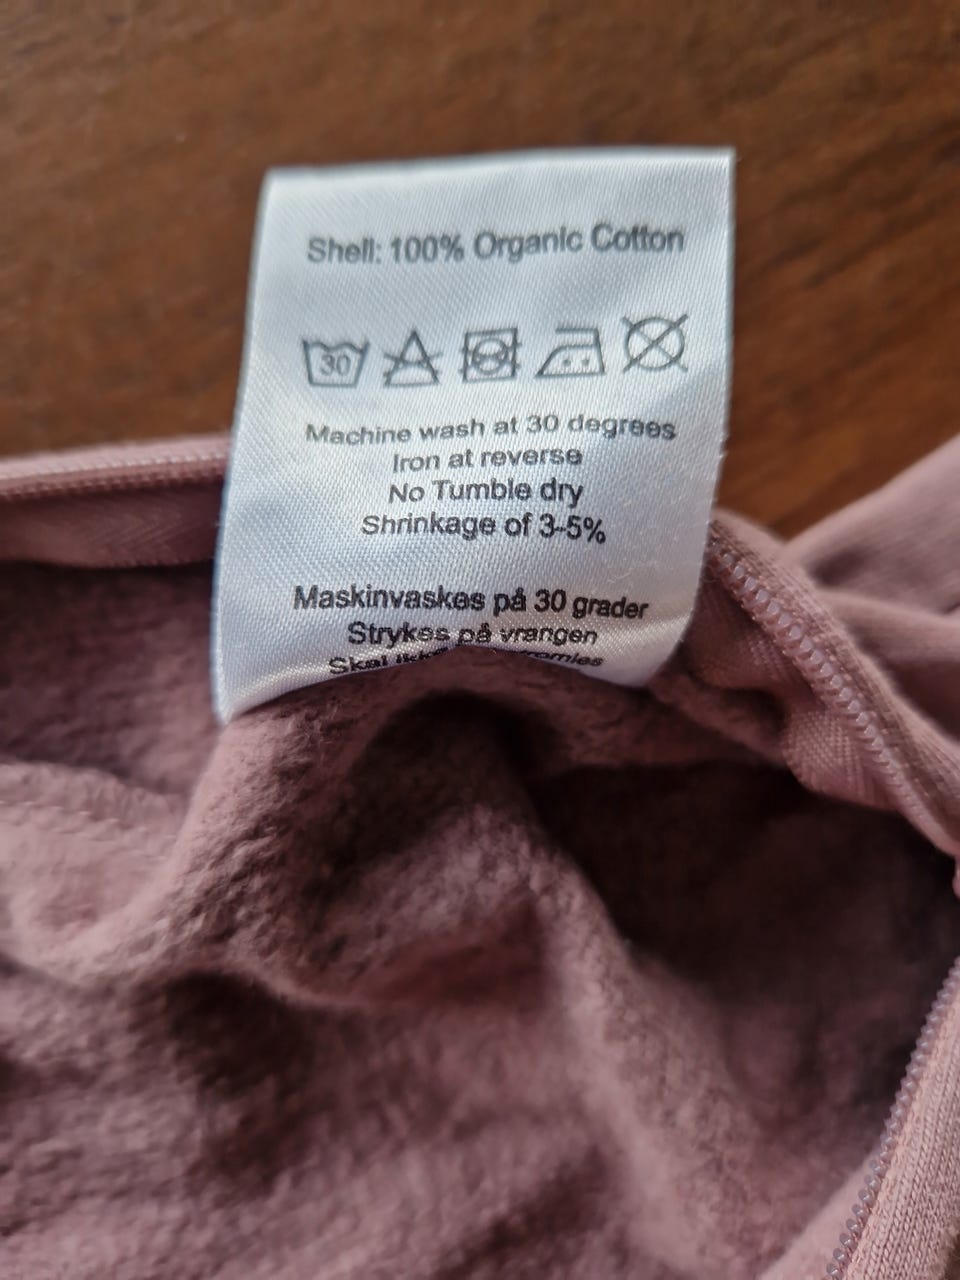 Shell: 100% Organic Cotton
30
Machine wash at 30 degrees
Iron at reverse
No Tumble dry
Shrinkage of 3-5%
Maskinvaskes på 30 grader
Strykes på vrangen
Skal